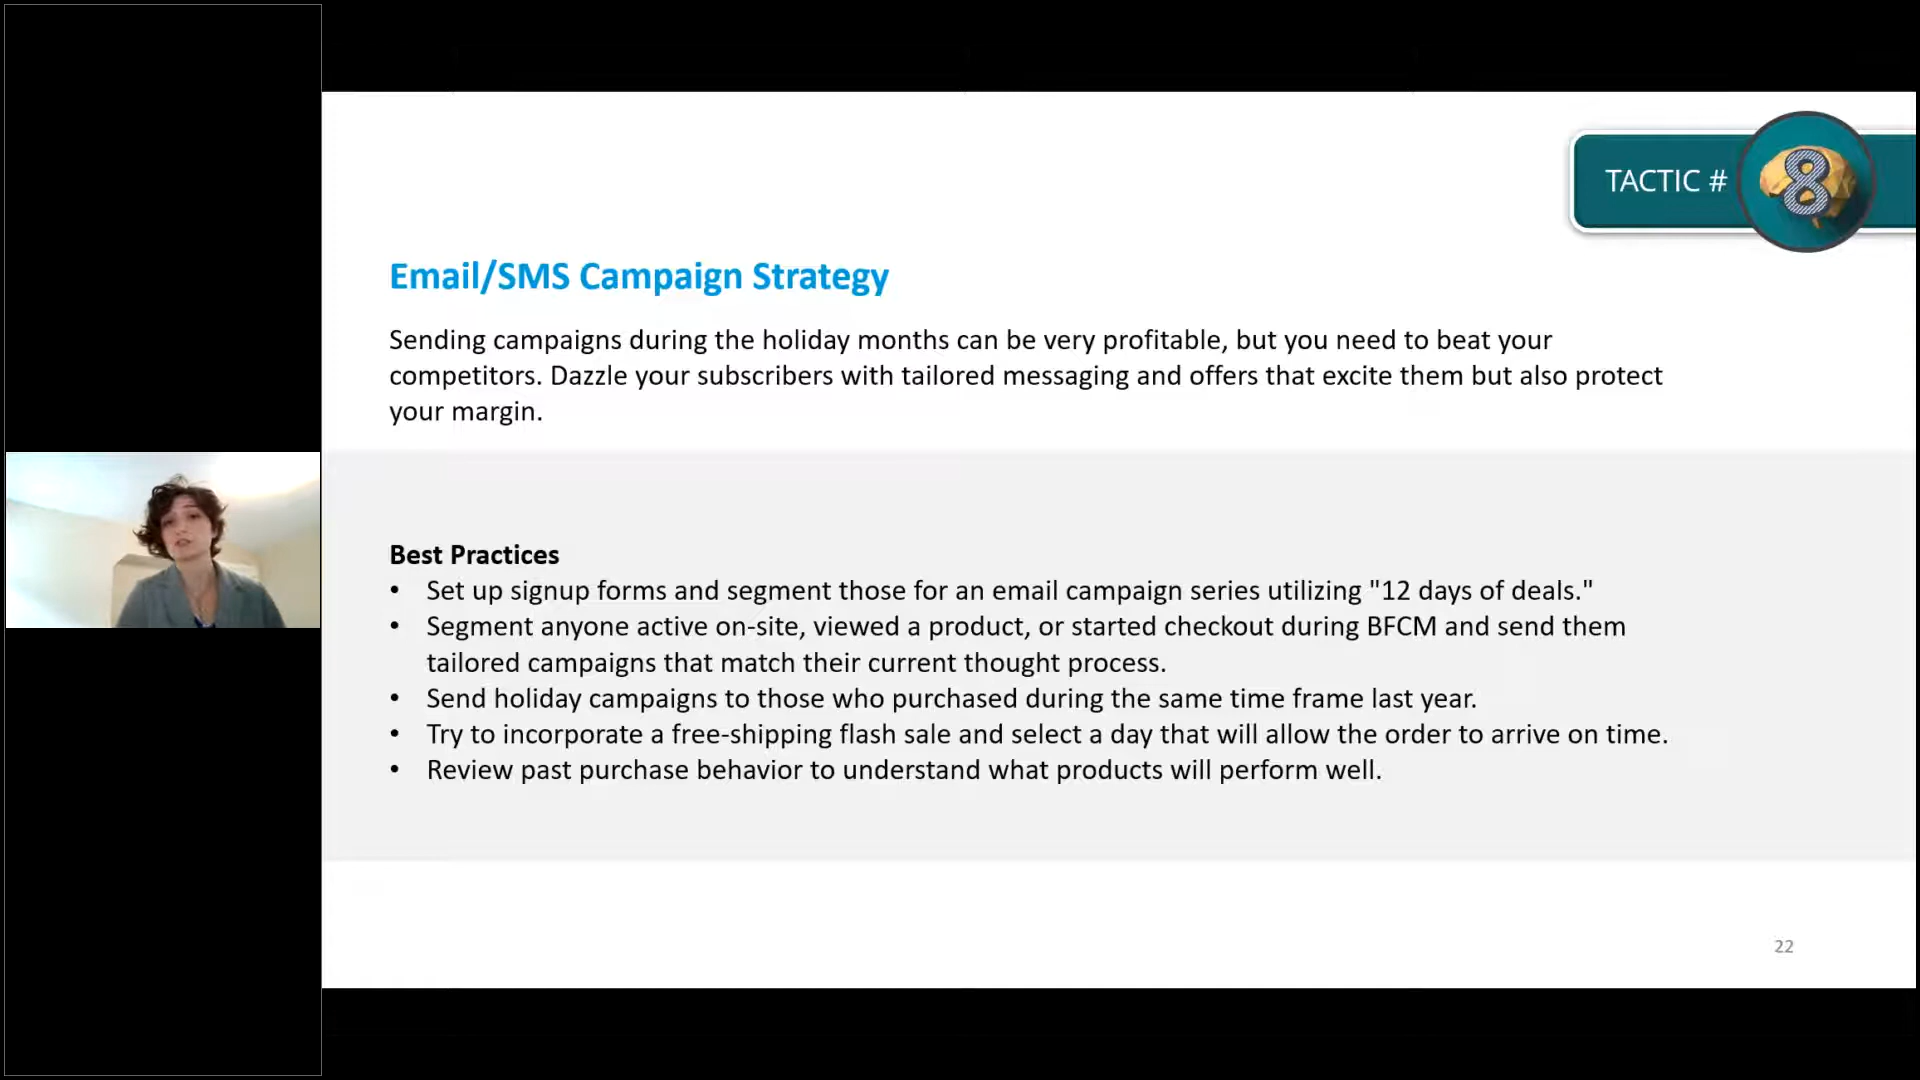 TACTIC # 8
Email/SMS Campaign Strategy
Sending campaigns during the holiday months can be very profitable, but you need to beat your
competitors. Dazzle your subscribers with tailored messaging and offers that excite them but also protect
your margin.
Best Practices
• Set up signup forms and segment those for an email campaign series utilizing "12 days of deals."
• Segment anyone active on-site, viewed a product, or started checkout during BFCM and send them
tailored campaigns that match their current thought process.
• Send holiday campaigns to those who purchased during the same time frame last year.
• Try to incorporate a free-shipping flash sale and select a day that will allow the order to arrive on time.
• Review past purchase behavior to understand what products will perform well.
22